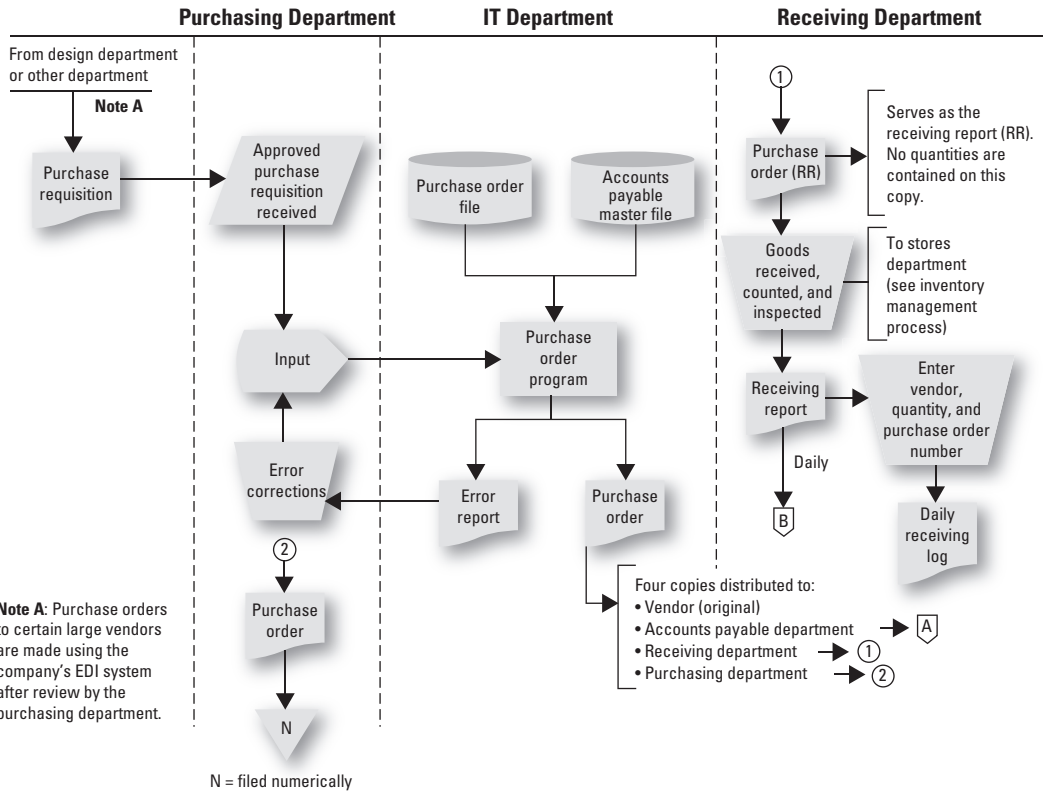 Purchasing Department
IT Department
Receiving Department
From design department
or other department
Note A
Purchase
requisition
Approved
purchase
requisition
received
Input
Error
corrections
2
Purchase
order
N
N = filed numerically
Note A: Purchase orders
to certain large vendors
are made using the
company's EDI system
after review by the
purchasing department.
Purchase order
file
Accounts
payable
master file
Purchase
order
program
Error
report
Purchase
order
Four copies distributed to:
• Vendor (original)
• Accounts payable department
A
• Receiving department
1
• Purchasing department
2
1
Purchase
order (RR)
Serves as the
receiving report (RR).
No quantities are
contained on this
copy.
Goods
received,
counted, and
inspected
To stores
department
(see inventory
management
process)
Receiving
report
Enter
vendor,
quantity, and
purchase order
number
Daily
B
Daily
receiving
log